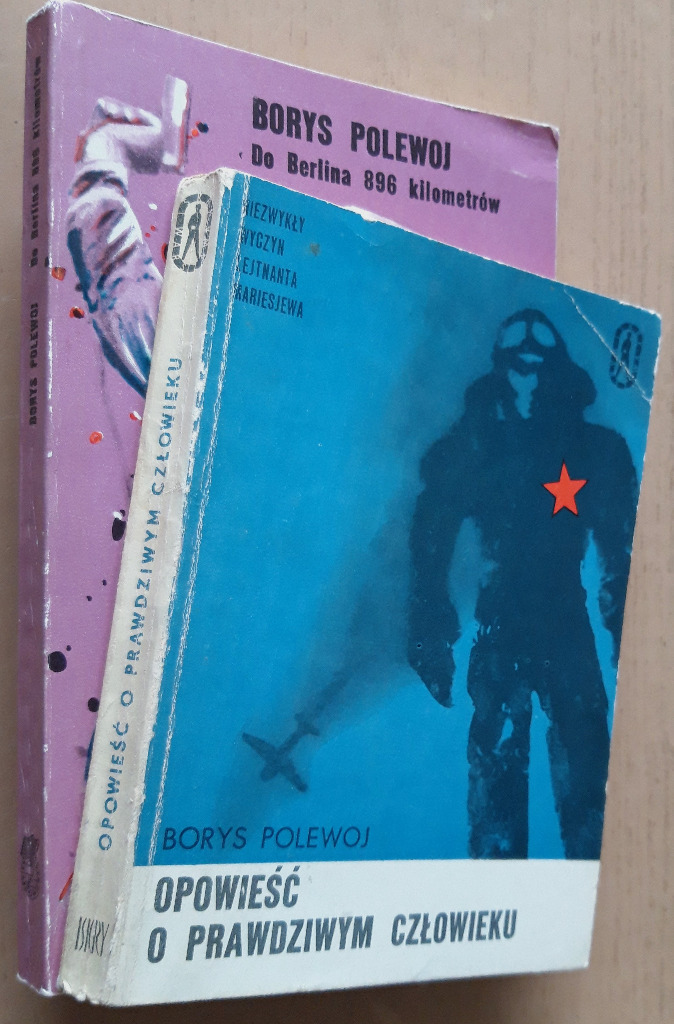 BORYS POLEWOJ
Do Berlina 896 kilometrów
BORYS POLEWOJ Do Berlina 896 kilometrów
NIEZWYKŁY
WYCZYN
LEJTNANTA
MARIESJEWA
OPOWIEŚĆ O PRAWDZIWYM CZŁOWIEKU
ISKRY
BORYS POLEWOJ
OPOWIEŚĆ
O PRAWDZIWYM CZŁOWIEKU